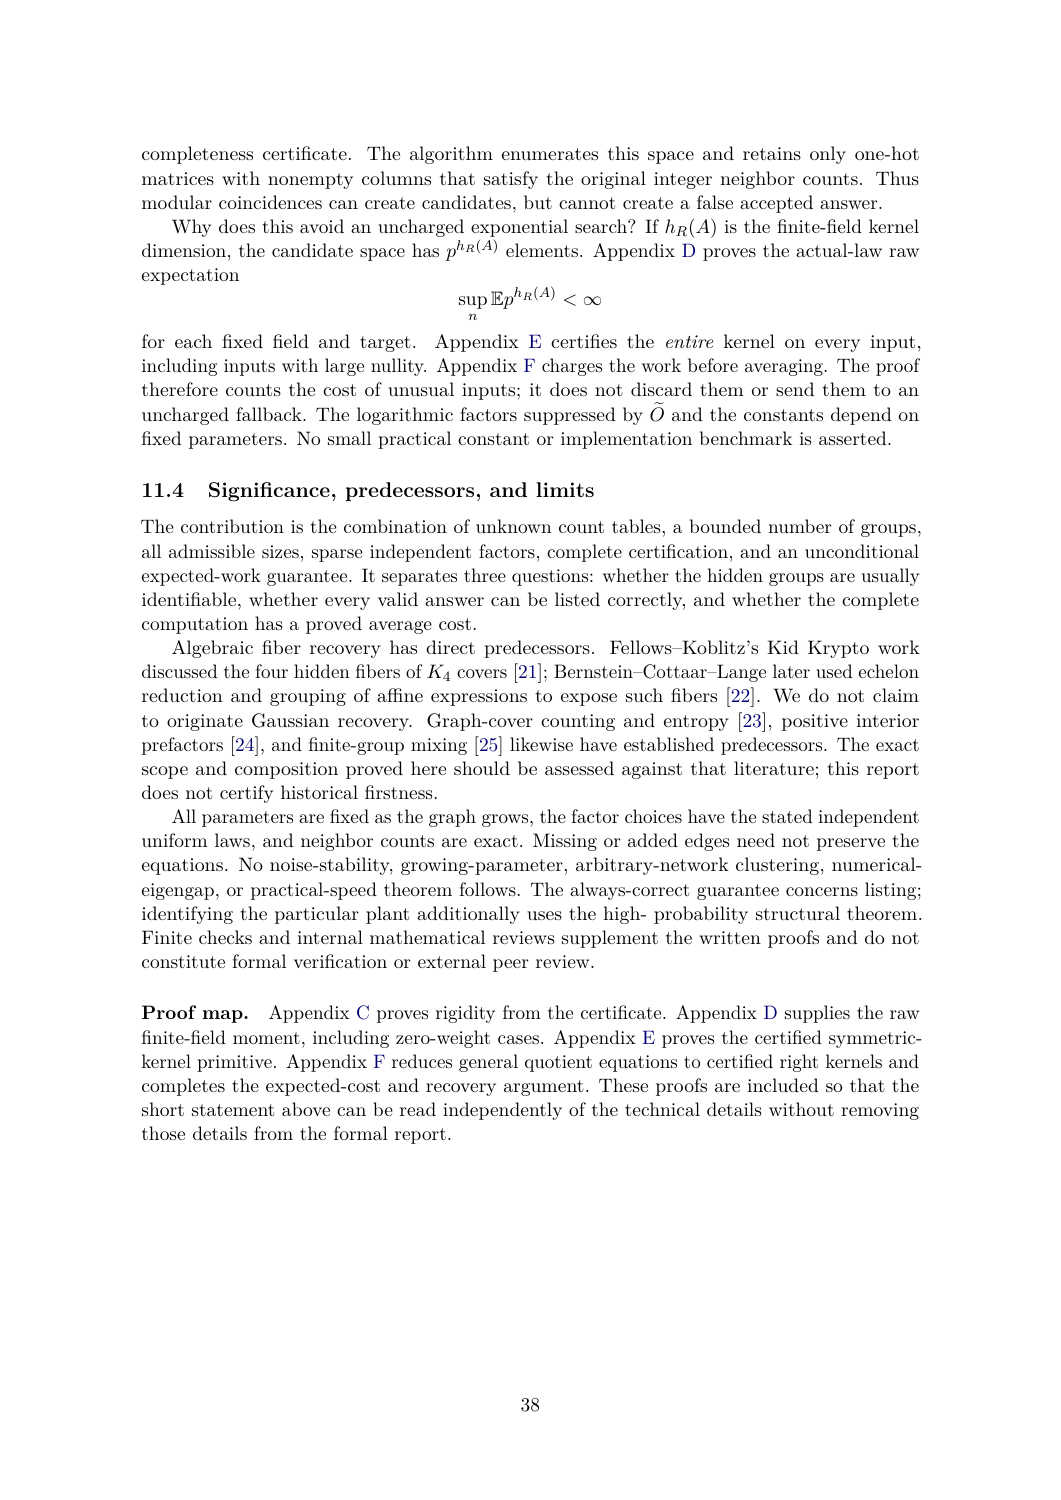 completeness certificate. The algorithm enumerates this space and retains only one-hot
matrices with nonempty columns that satisfy the original integer neighbor counts. Thus
modular coincidences can create candidates, but cannot create a false accepted answer.
Why does this avoid an uncharged exponential search? If h_R(A) is the finite-field kernel
dimension, the candidate space has p^{h_R(A)} elements. Appendix D proves the actual-law raw
expectation
sup_n 𝔼p^{h_R(A)} < ∞
for each fixed field and target. Appendix E certifies the entire kernel on every input,
including inputs with large nullity. Appendix F charges the work before averaging. The proof
therefore counts the cost of unusual inputs; it does not discard them or send them to an
uncharged fallback. The logarithmic factors suppressed by Õ and the constants depend on
fixed parameters. No small practical constant or implementation benchmark is asserted.
11.4 Significance, predecessors, and limits
The contribution is the combination of unknown count tables, a bounded number of groups,
all admissible sizes, sparse independent factors, complete certification, and an unconditional
expected-work guarantee. It separates three questions: whether the hidden groups are usually
identifiable, whether every valid answer can be listed correctly, and whether the complete
computation has a proved average cost.
Algebraic fiber recovery has direct predecessors. Fellows–Koblitz's Kid Krypto work
discussed the four hidden fibers of K_4 covers [21]; Bernstein–Cottaar–Lange later used echelon
reduction and grouping of affine expressions to expose such fibers [22]. We do not claim
to originate Gaussian recovery. Graph-cover counting and entropy [23], positive interior
prefactors [24], and finite-group mixing [25] likewise have established predecessors. The exact
scope and composition proved here should be assessed against that literature; this report
does not certify historical firstness.
All parameters are fixed as the graph grows, the factor choices have the stated independent
uniform laws, and neighbor counts are exact. Missing or added edges need not preserve the
equations. No noise-stability, growing-parameter, arbitrary-network clustering, numerical-
eigengap, or practical-speed theorem follows. The always-correct guarantee concerns listing;
identifying the particular plant additionally uses the high- probability structural theorem.
Finite checks and internal mathematical reviews supplement the written proofs and do not
constitute formal verification or external peer review.
Proof map. Appendix C proves rigidity from the certificate. Appendix D supplies the raw
finite-field moment, including zero-weight cases. Appendix E proves the certified symmetric-
kernel primitive. Appendix F reduces general quotient equations to certified right kernels and
completes the expected-cost and recovery argument. These proofs are included so that the
short statement above can be read independently of the technical details without removing
those details from the formal report.
38